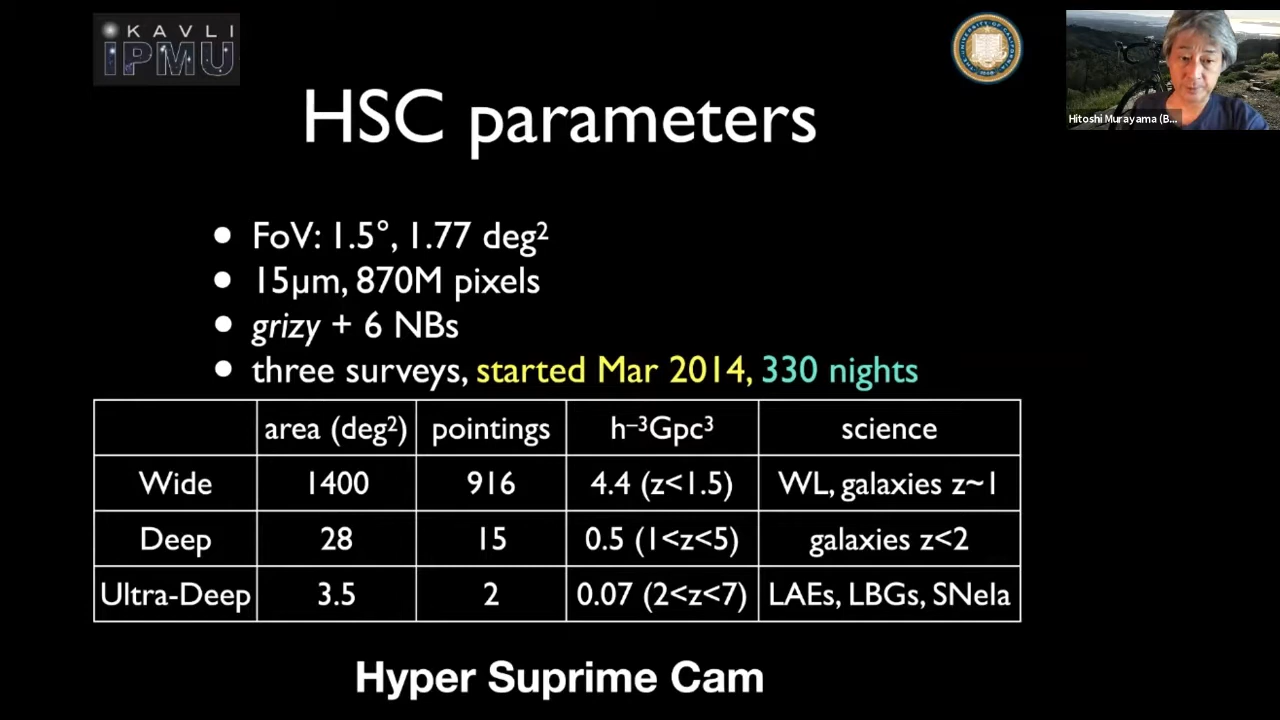 KAVLI
IPMU
Hitoshi Murayama (B...
HSC parameters
• FoV: 1.5°, 1.77 deg²
• 15μm, 870M pixels
• grizy + 6 NBs
• three surveys, started Mar 2014, 330 nights
area (deg²) pointings h⁻³Gpc³ science
Wide 1400 916 4.4 (z<1.5) WL, galaxies z~1
Deep 28 15 0.5 (1<z<5) galaxies z<2
Ultra-Deep 3.5 2 0.07 (2<z<7) LAEs, LBGs, SNeIa
Hyper Suprime Cam